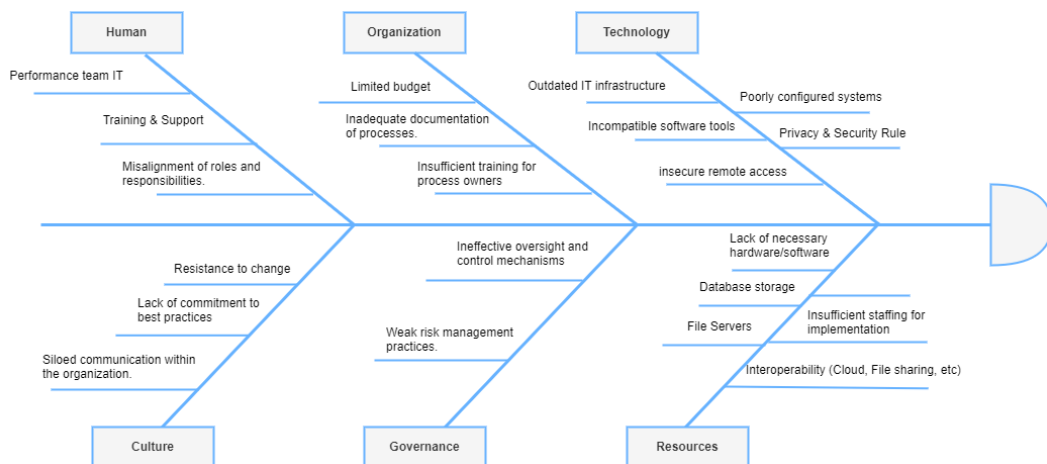 Human
Organization
Technology
Performance team IT
Training & Support
Misalignment of roles and
responsibilities.
Limited budget
Inadequate documentation
of processes.
Insufficient training for
process owners
Outdated IT infrastructure
Incompatible software tools
insecure remote access
Poorly configured systems
Privacy & Security Rule
Resistance to change
Lack of commitment to
best practices
Siloed communication within
the organization.
Ineffective oversight and
control mechanisms
Weak risk management
practices.
Lack of necessary
hardware/software
Database storage
File Servers
Insufficient staffing for
implementation
Interoperability (Cloud, File sharing, etc)
Culture
Governance
Resources